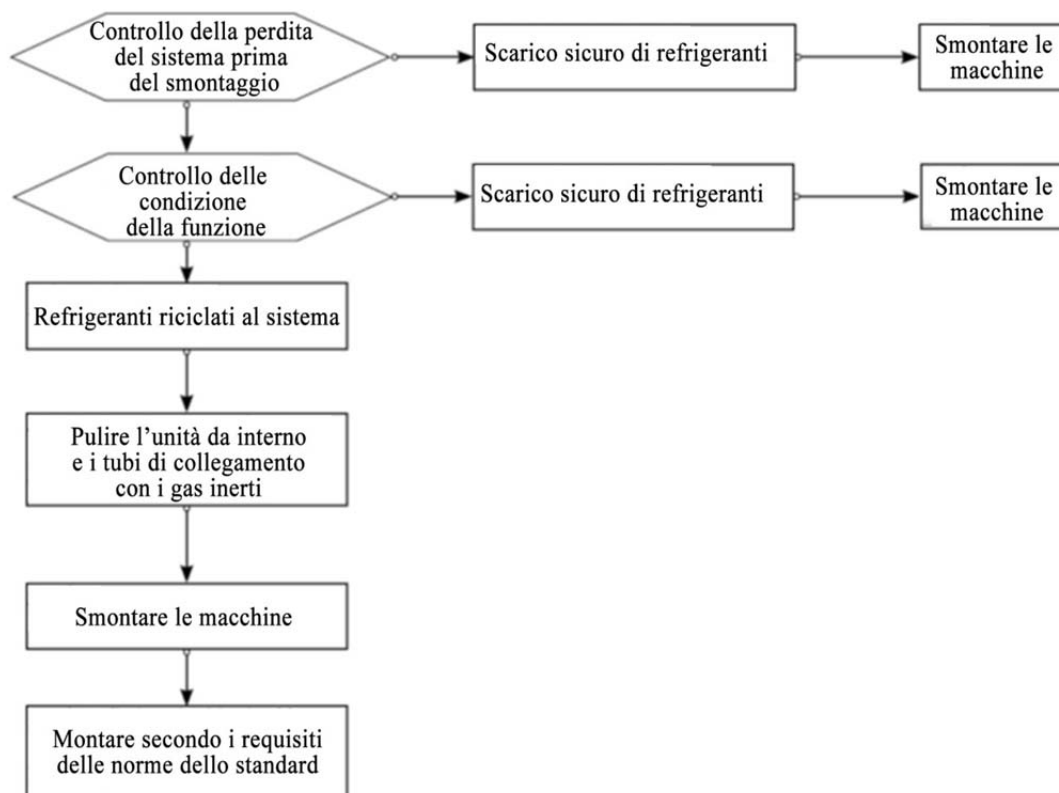 Controllo della perdita
del sistema prima
del smontaggio
Scarico sicuro di refrigeranti
Smontare le
macchine
Controllo delle
condizione
della funzione
Scarico sicuro di refrigeranti
Smontare le
macchine
Refrigeranti riciclati al sistema
Pulire l'unità da interno
e i tubi di collegamento
con i gas inerti
Smontare le macchine
Montare secondo i requisiti
delle norme dello standard